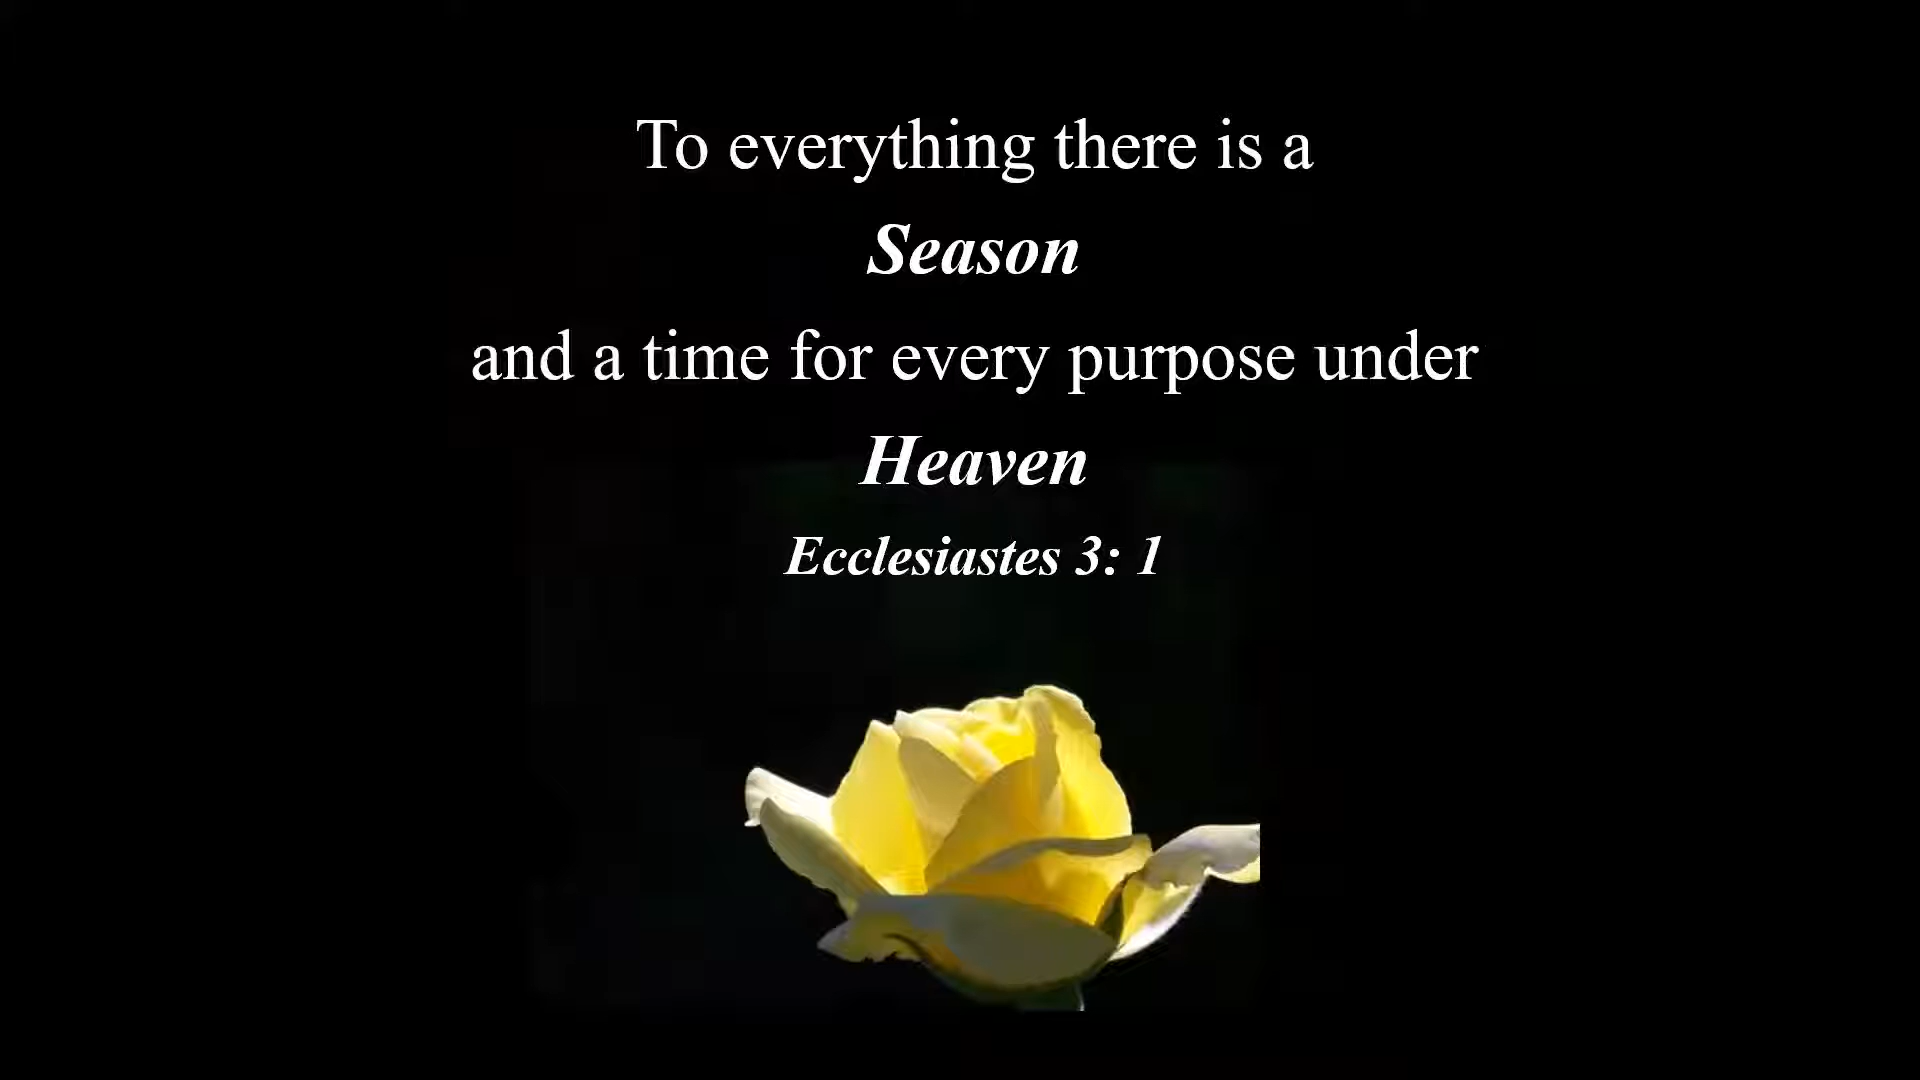 To everything there is a
Season
and a time for every purpose under
Heaven
Ecclesiastes 3: 1